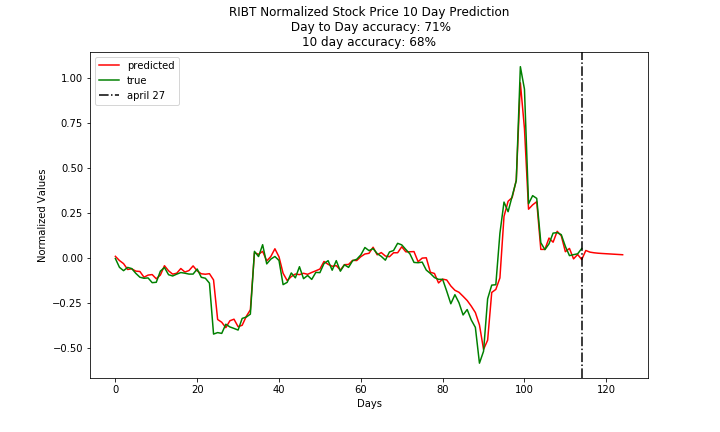 RIBT Normalized Stock Price 10 Day Prediction
Day to Day accuracy: 71%
10 day accuracy: 68%
predicted
true
april 27
1.00
0.75
0.50
0.25
0.00
−0.25
−0.50
Normalized Values
0 20 40 60 80 100 120
Days